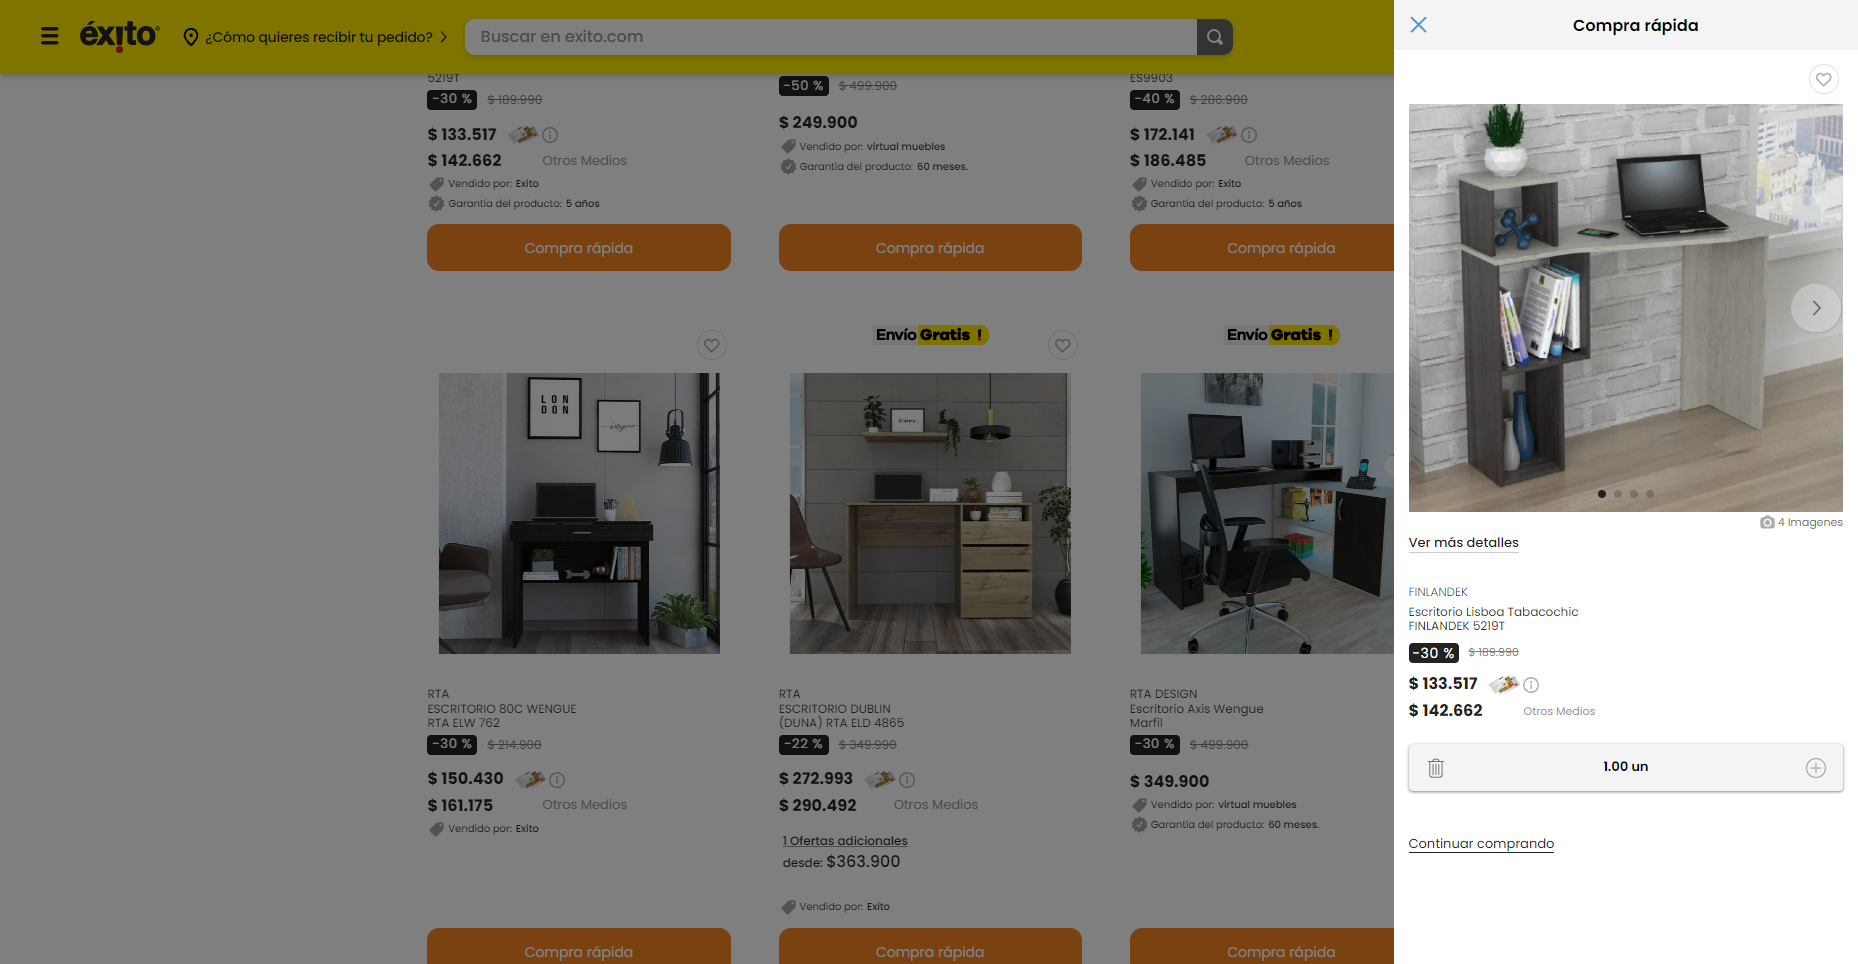 éxito
¿Cómo quieres recibir tu pedido?
Buscar en exito.com
5219T
-30 % $ 189.990
$ 133.517
$ 142.662 Otros Medios
Vendido por: Exito
Garantía del producto: 5 años
Compra rápida
-50 % $ 499.900
$ 249.900
Vendido por: virtual muebles
Garantía del producto: 60 meses.
Compra rápida
ES9903
-40 % $ 286.900
$ 172.141
$ 186.485 Otros Medios
Vendido por: Exito
Garantía del producto: 5 años
Compra rápida
LON
DON
RTA
ESCRITORIO 80C WENGUE
RTA ELW 762
-30 % $ 214.900
$ 150.430
$ 161.175 Otros Medios
Vendido por: Exito
Compra rápida
Envío Gratis !
RTA
ESCRITORIO DUBLIN
(DUNA) RTA ELD 4865
-22 % $ 349.990
$ 272.993
$ 290.492 Otros Medios
1 Ofertas adicionales
desde: $363.900
Vendido por: Exito
Compra rápida
Envío Gratis !
RTA DESIGN
Escritorio Axis Wengue
Marfil
-30 % $ 499.900
$ 349.900
Vendido por: virtual muebles
Garantía del producto: 60 meses.
Compra rápida
Compra rápida
4 Imagenes
Ver más detalles
FINLANDEK
Escritorio Lisboa Tabacochic
FINLANDEK 5219T
-30 % $ 189.990
$ 133.517
$ 142.662 Otros Medios
1.00 un
Continuar comprando